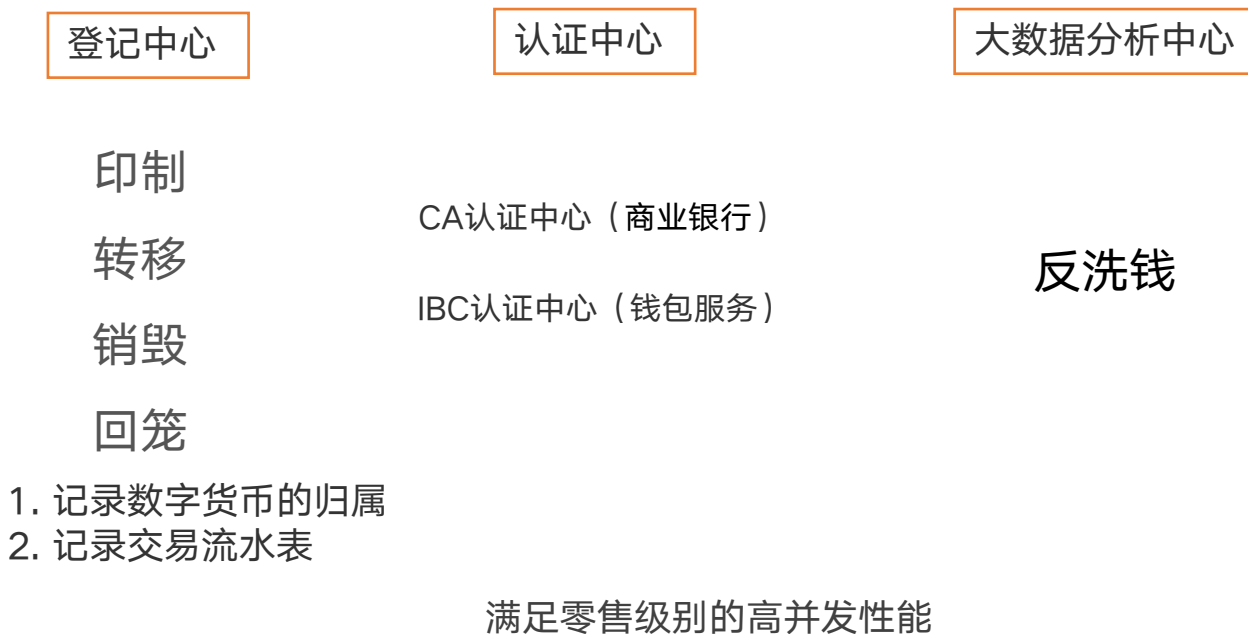 登记中心
认证中心
大数据分析中心
印制
转移
销毁
回笼
1. 记录数字货币的归属
2. 记录交易流水表
CA认证中心（商业银行）
IBC认证中心（钱包服务）
反洗钱
满足零售级别的高并发性能